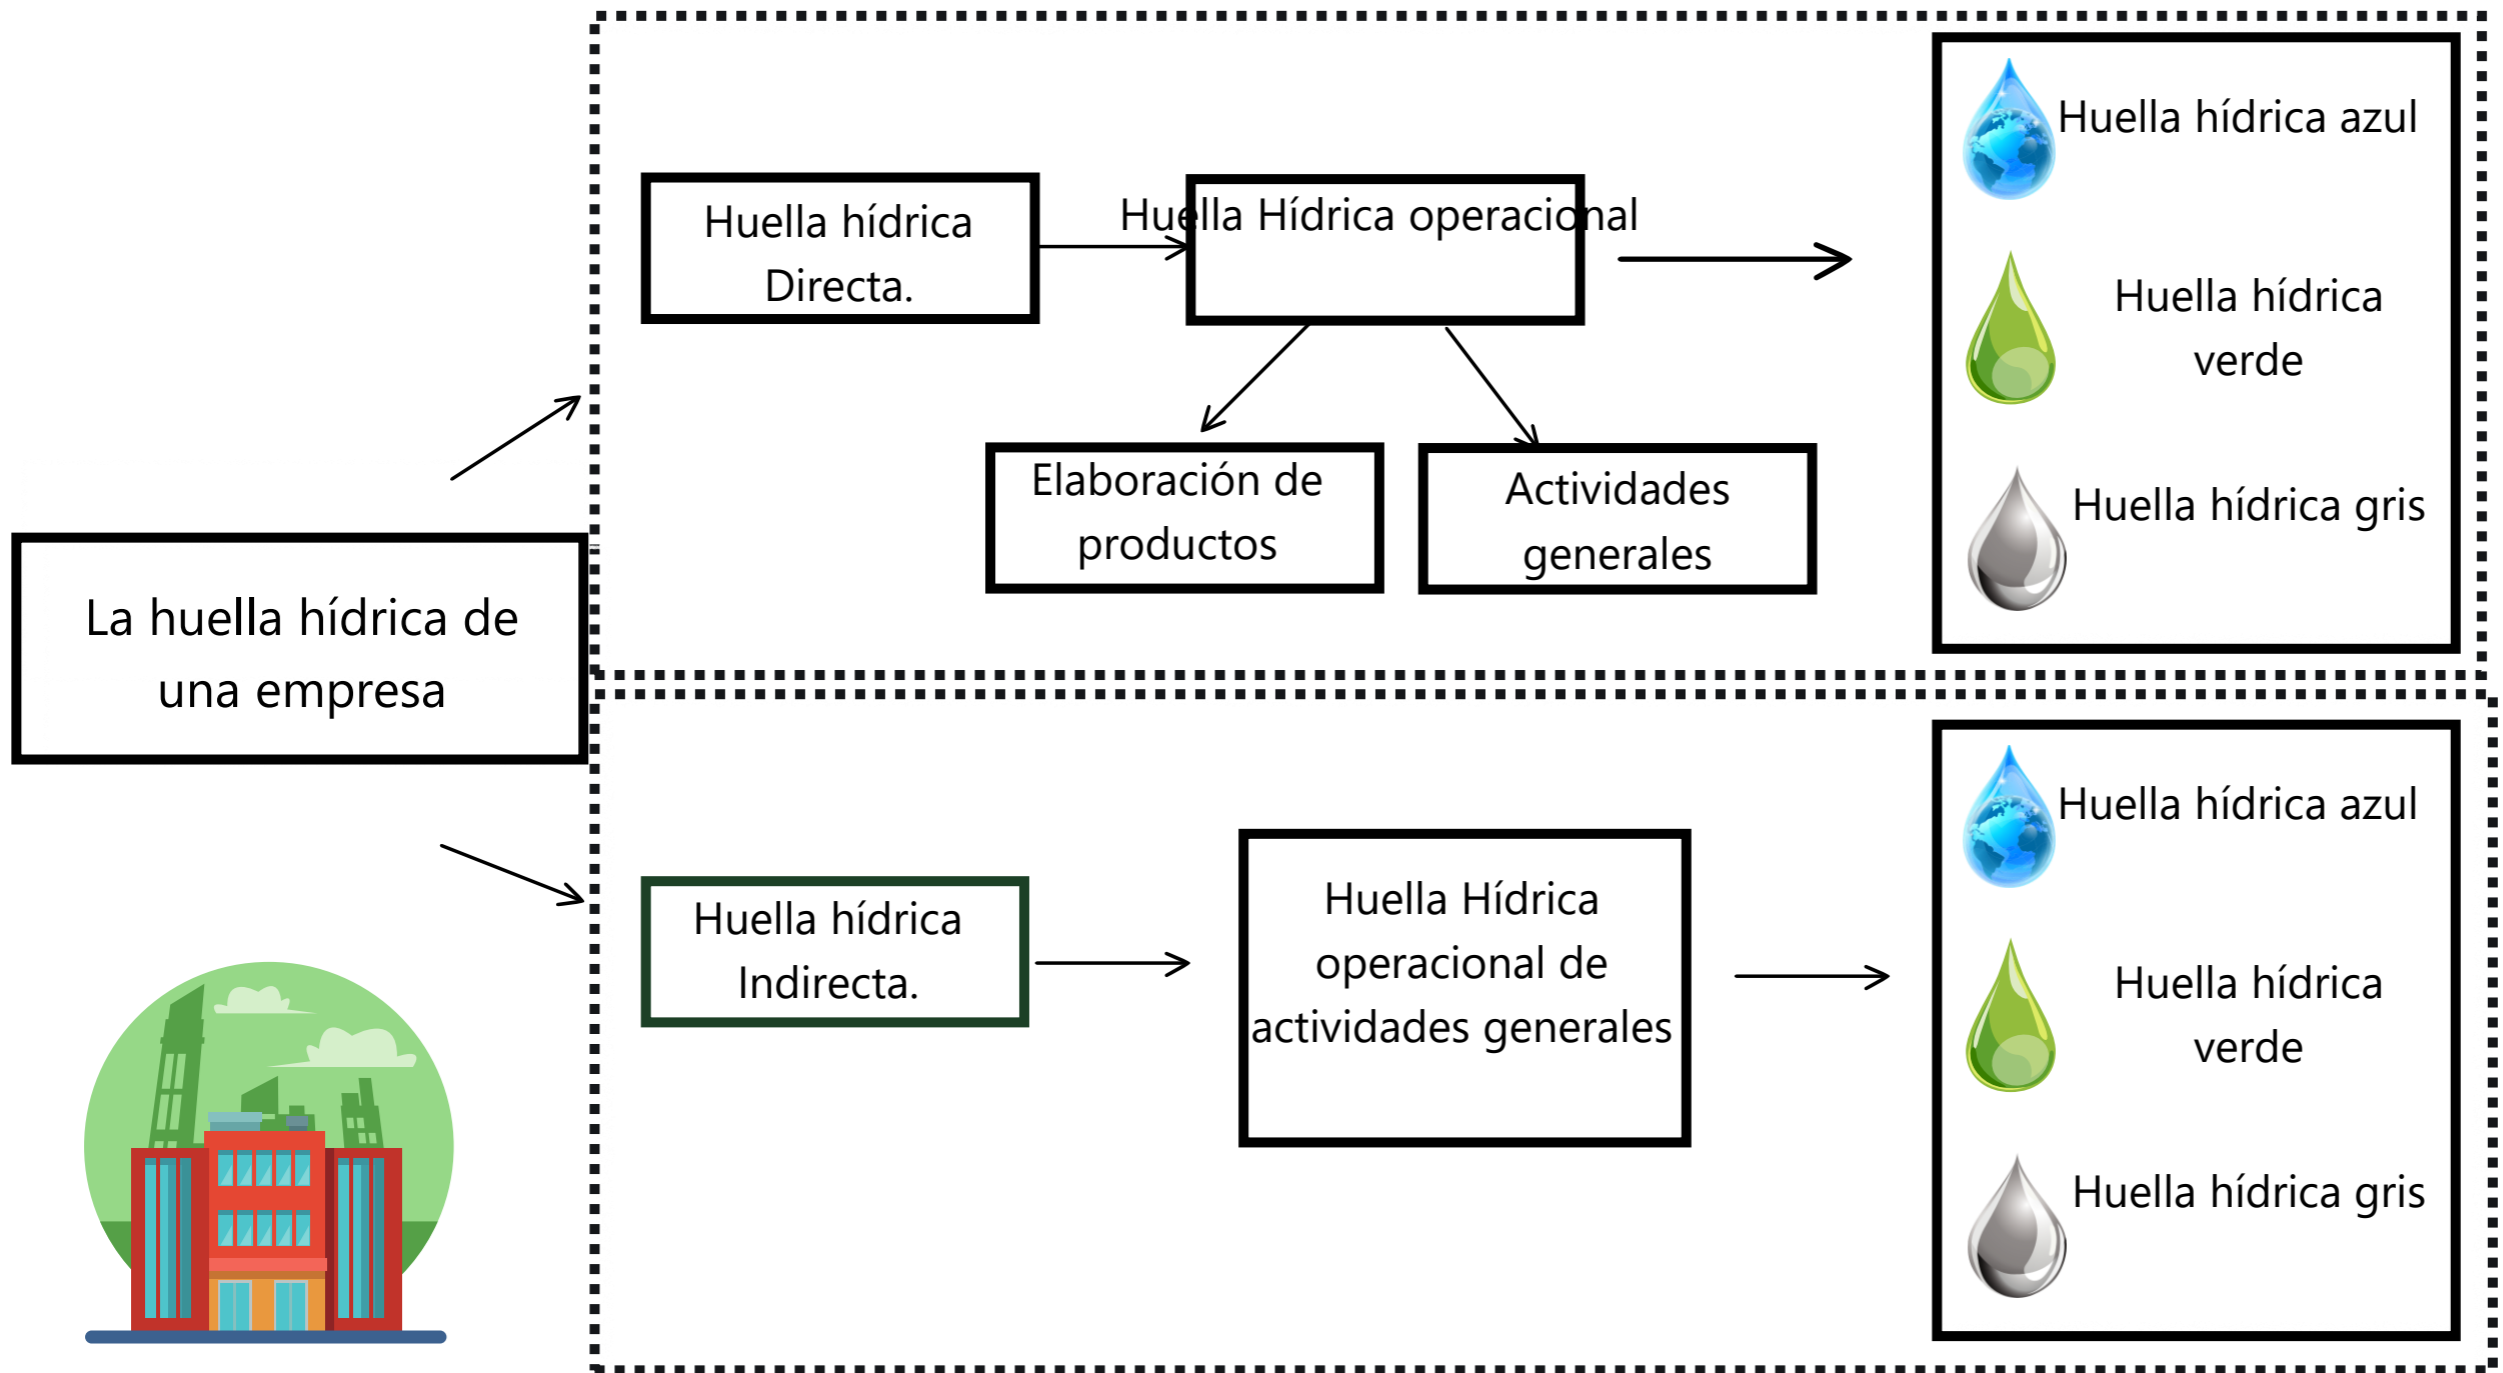 La huella hídrica de
una empresa
Huella hídrica
Directa.
Huella Hídrica operacional
Elaboración de
productos
Actividades
generales
Huella hídrica azul
Huella hídrica
verde
Huella hídrica gris
Huella hídrica
Indirecta.
Huella Hídrica
operacional de
actividades generales
Huella hídrica azul
Huella hídrica
verde
Huella hídrica gris